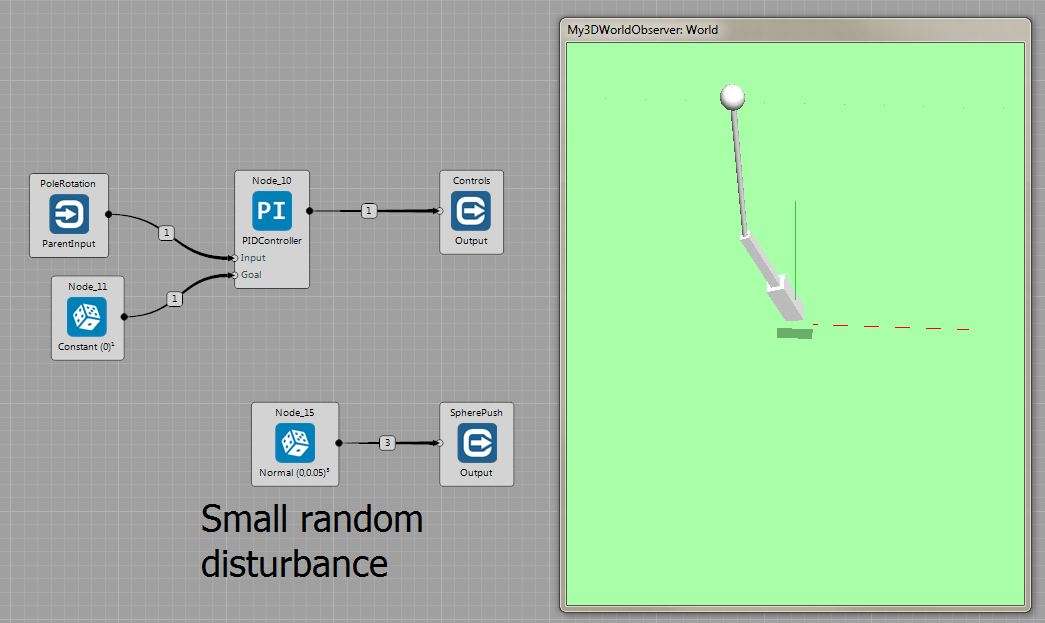 My3DWorldObserver: World
PoleRotation
ParentInput
1
Node_11
Constant (0)¹
1
Node_10
PI
PIDController
Input
Goal
1
Controls
Output
Node_15
Normal (0,0.05)³
3
SpherePush
Output
Small random
disturbance